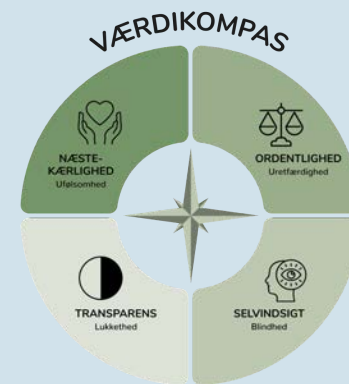 VÆRDIKOMPAS
NÆSTE-
KÆRLIGHED
Ufølsomhed
ORDENTLIGHED
Uretfærdighed
TRANSPARENS
Lukkethed
SELVINDSIGT
Blindhed